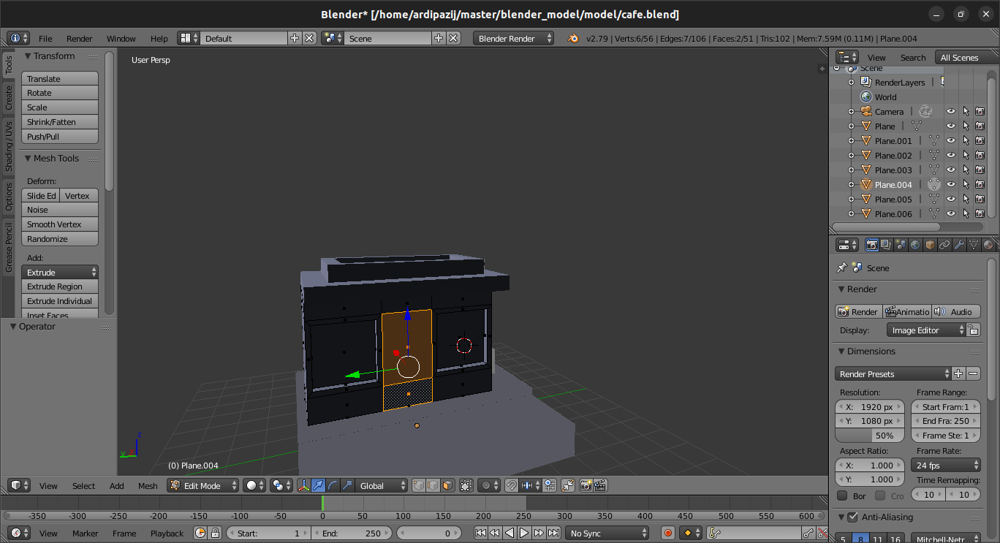 Blender* [/home/ardipazij/master/blender_model/model/cafe.blend]
File Render Window Help Default Scene Blender Render v2.79 | Verts:6/56 | Edges:7/106 | Faces:2/51 | Tris:102 | Mem:7.59M (0.11M) | Plane.004
Tools
Create
Shading / UVs
Options
Grease Pencil
Transform
Translate
Rotate
Scale
Shrink/Fatten
Push/Pull
Mesh Tools
Deform:
Slide Ed Vertex
Noise
Smooth Vertex
Randomize
Add:
Extrude
Extrude Region
Extrude Individual
Inset Faces
Operator
User Persp
z
y
(0) Plane.004
View Select Add Mesh Edit Mode Global
-350 -300 -250 -200 -150 -100 -50 0 50 100 150 200 250 300 350 400 450 500 550 600
View Marker Frame Playback Start: 1 End: 250 0 No Sync
View Search All Scenes
Scene
RenderLayers |
World
Camera |
Plane |
Plane.001 |
Plane.002 |
Plane.003 |
Plane.004 |
Plane.005 |
Plane.006 |
Scene
Render
Render Animatio Audio
Display: Image Editor
Dimensions
Render Presets
Resolution: Frame Range:
X: 1920 px Start Fram:1
Y: 1080 px End Fra: 250
50% Frame Ste: 1
Aspect Ratio: Frame Rate:
X: 1.000 24 fps
Y: 1.000 Time Remapping:
Bor Cro 10 10
Anti-Aliasing
5 8 11 16 Mitchell-Netr...